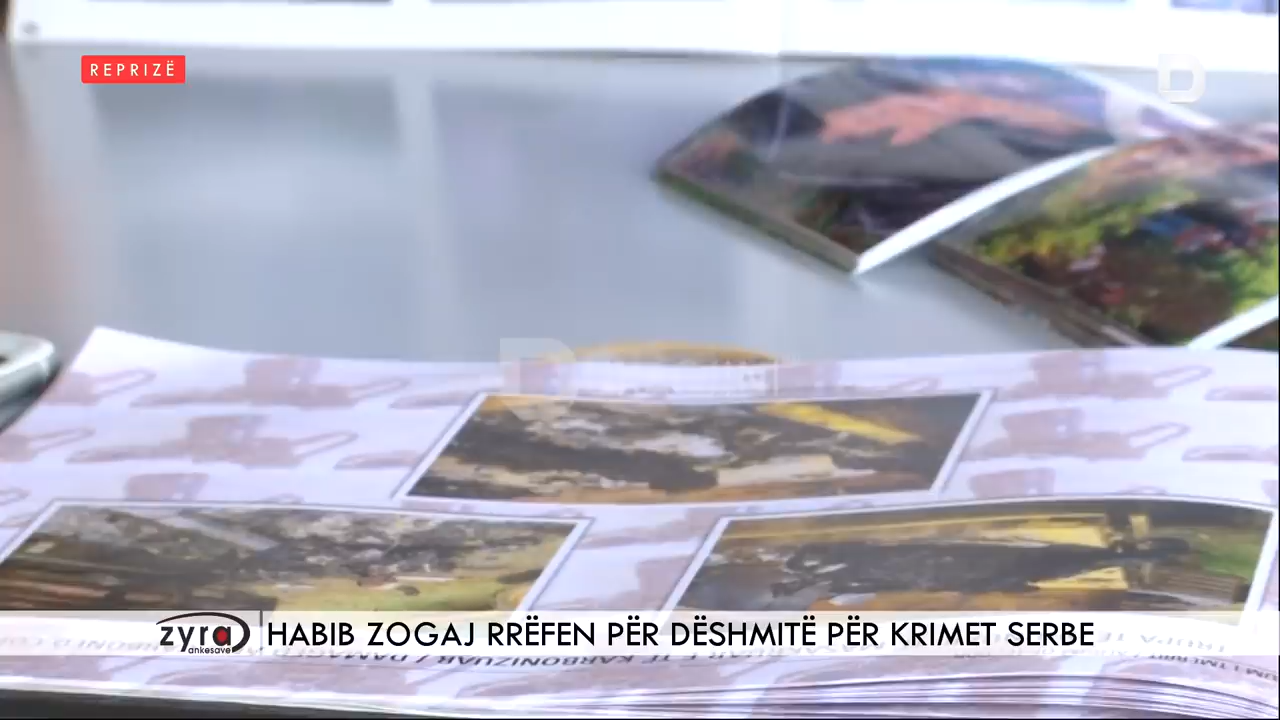 REPRIZË
D
zyra
ankesave
HABIB ZOGAJ RRËFEN PËR DËSHMITË PËR KRIMET SERBE